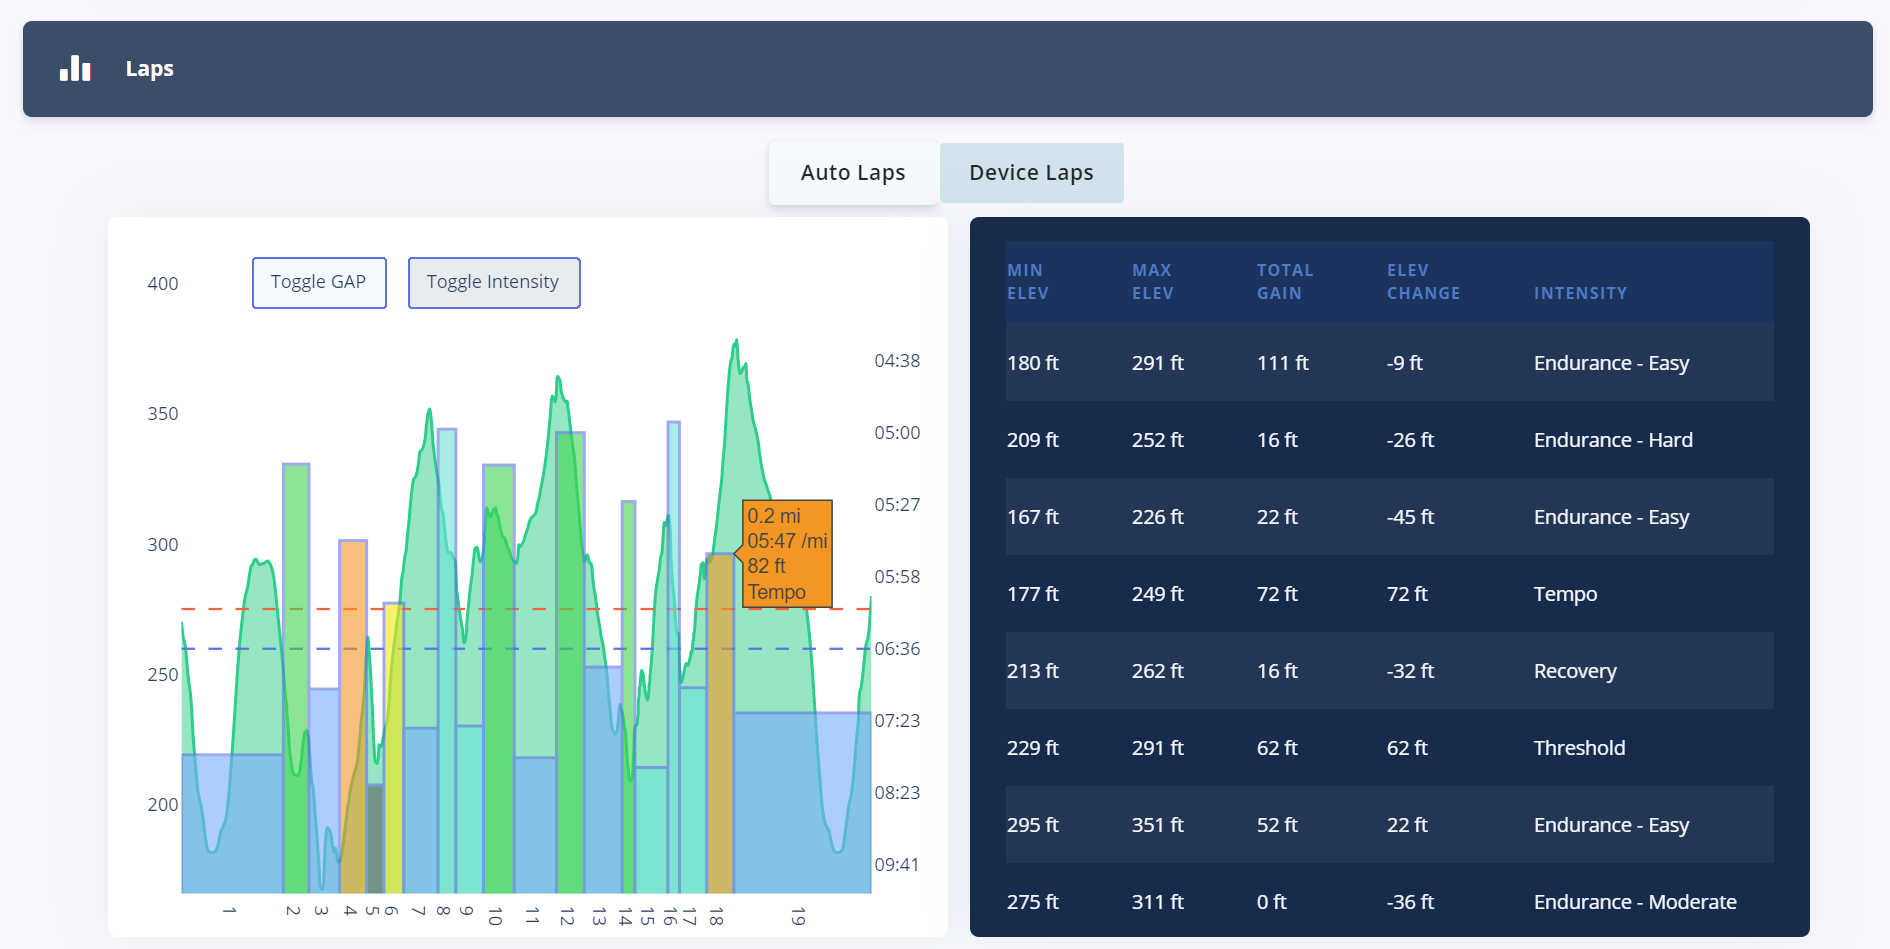 Laps
Auto Laps
Device Laps
Toggle GAP
Toggle Intensity
400
350
300
250
200
04:38
05:00
05:27
05:58
06:36
07:23
08:23
09:41
0.2 mi
05:47 /mi
82 ft
Tempo
1 2 3 4 5 6 7 8 9 10 11 12 13 14 15 16 17 18 19
MIN ELEV MAX ELEV TOTAL GAIN ELEV CHANGE INTENSITY
180 ft 291 ft 111 ft -9 ft Endurance - Easy
209 ft 252 ft 16 ft -26 ft Endurance - Hard
167 ft 226 ft 22 ft -45 ft Endurance - Easy
177 ft 249 ft 72 ft 72 ft Tempo
213 ft 262 ft 16 ft -32 ft Recovery
229 ft 291 ft 62 ft 62 ft Threshold
295 ft 351 ft 52 ft 22 ft Endurance - Easy
275 ft 311 ft 0 ft -36 ft Endurance - Moderate